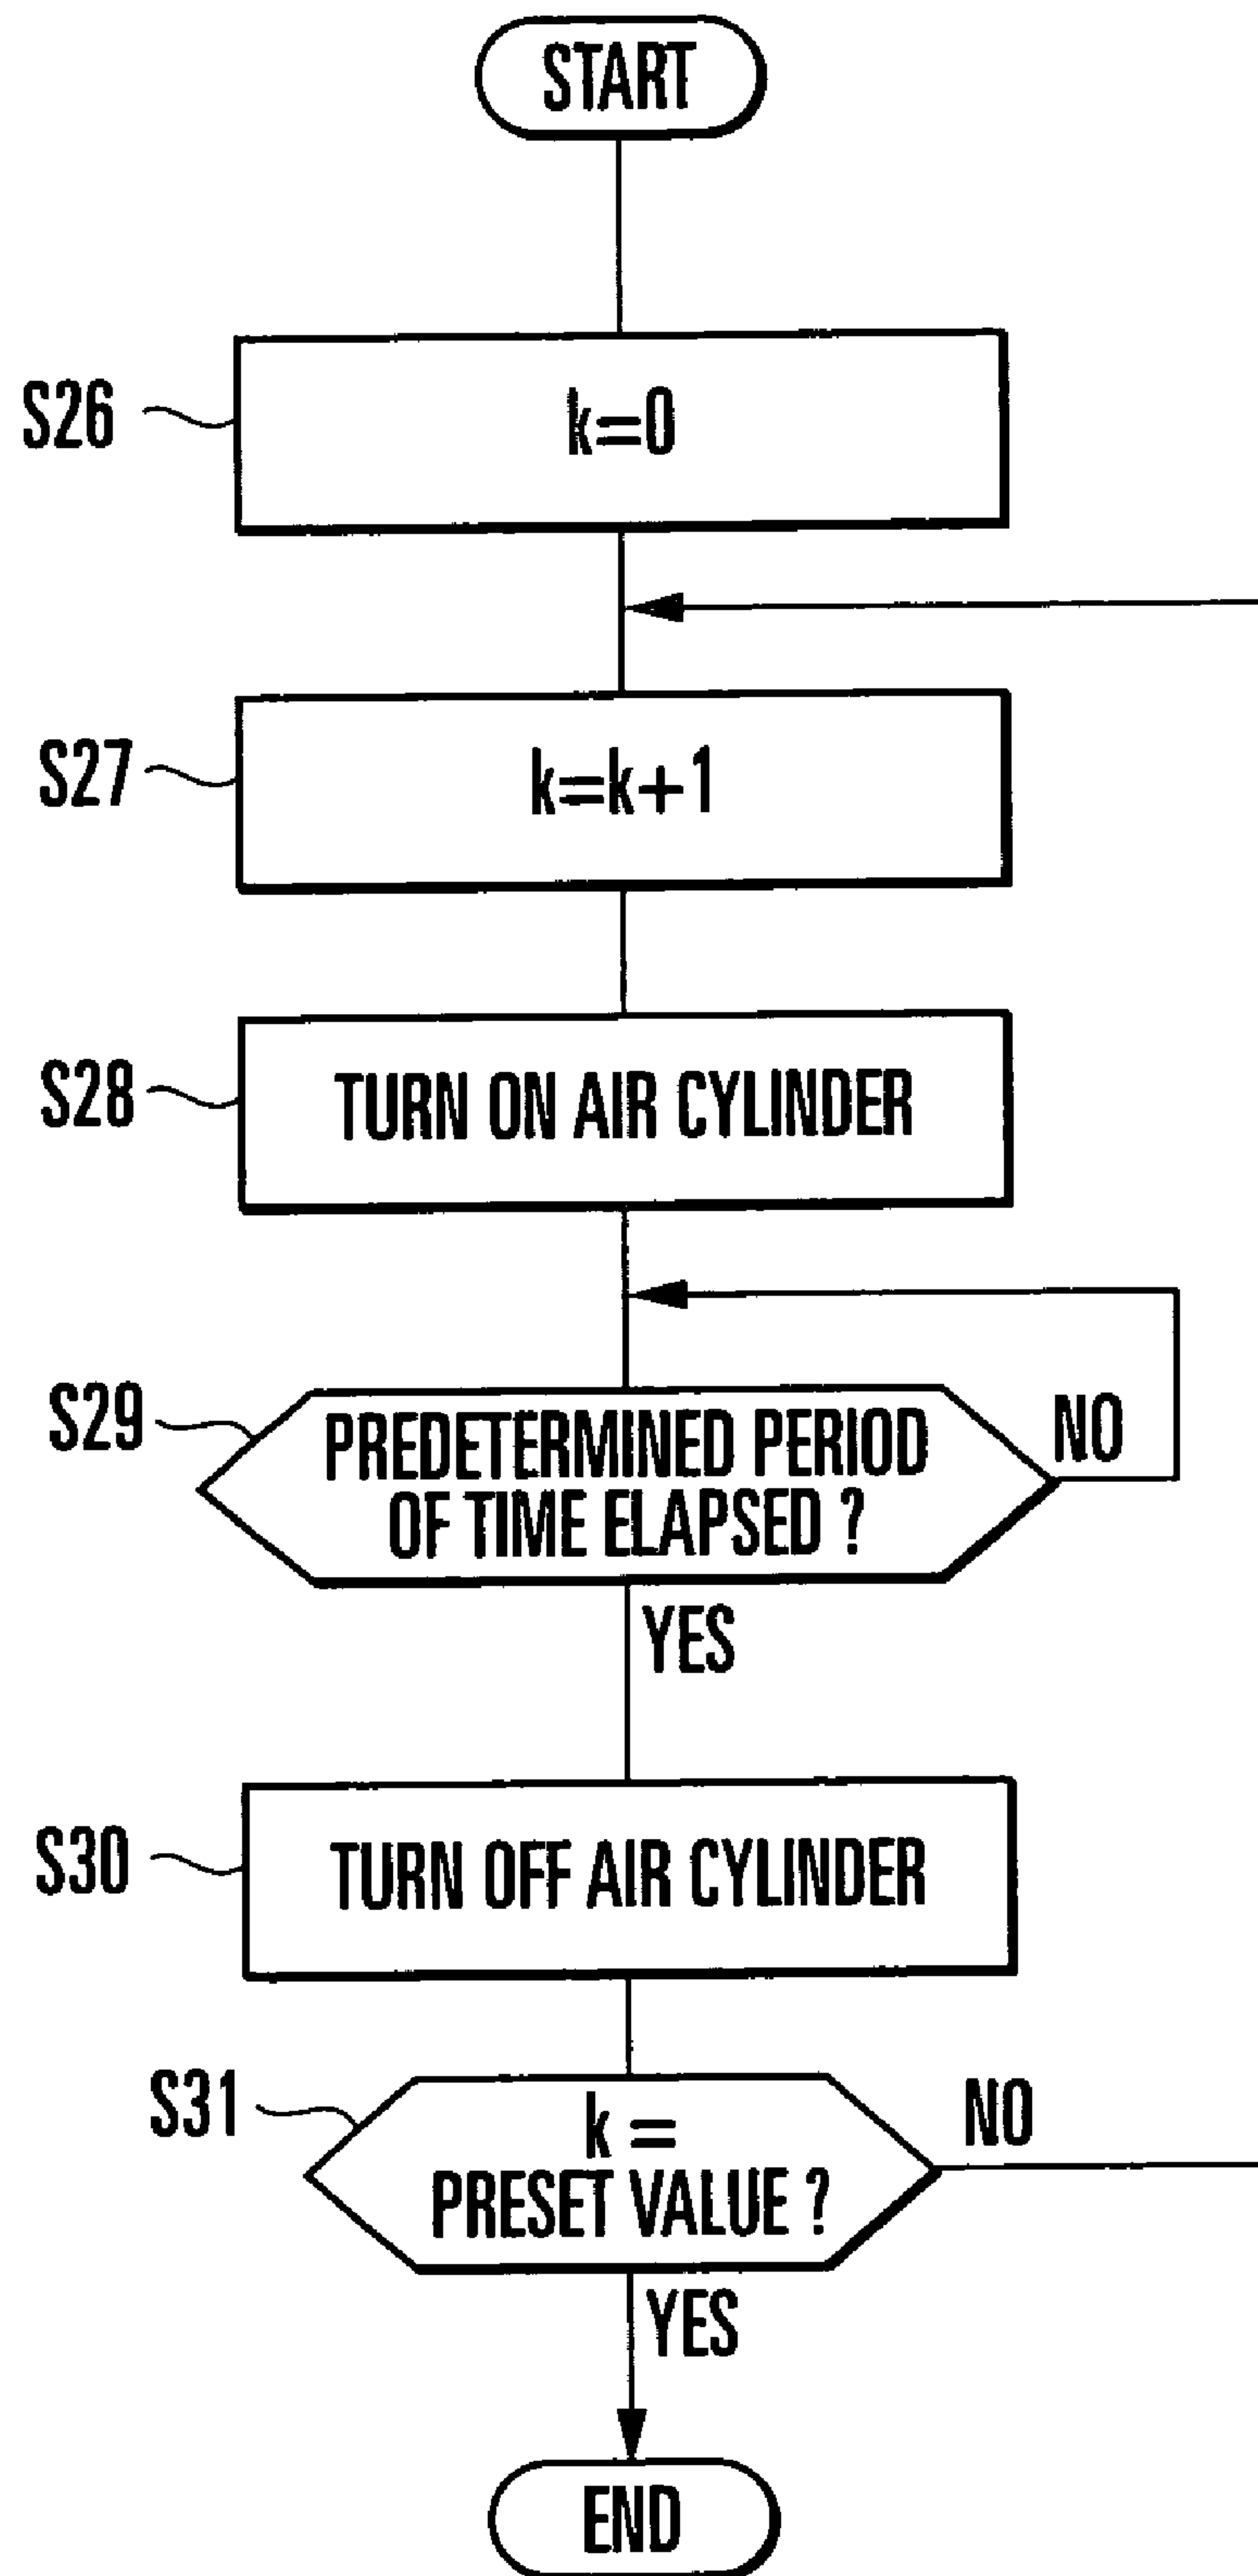 START
S26
k=0
S27
k=k+1
S28
TURN ON AIR CYLINDER
S29
PREDETERMINED PERIOD
OF TIME ELAPSED ?
NO
YES
S30
TURN OFF AIR CYLINDER
S31
k =
PRESET VALUE ?
NO
YES
END